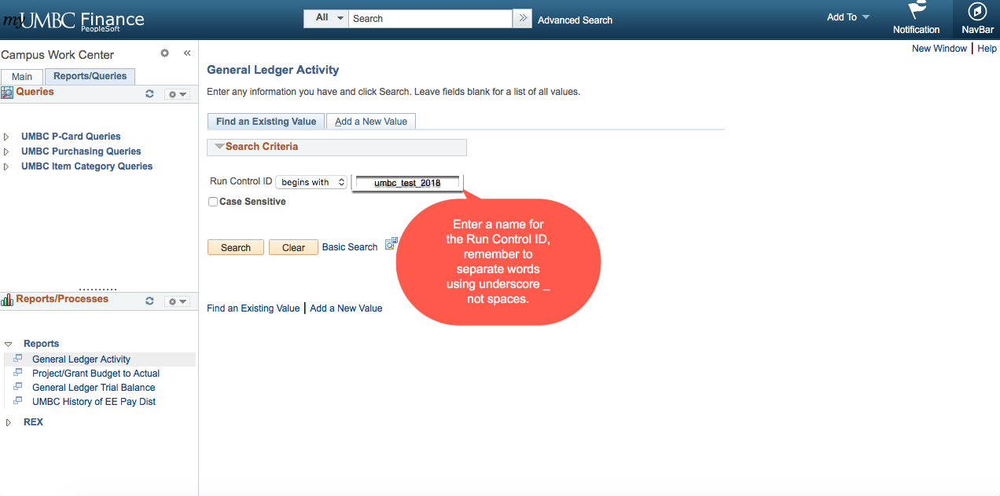 myUMBC Finance
PeopleSoft
All
Search
Advanced Search
Add To
Notification
NavBar
New Window | Help
Campus Work Center
Main
Reports/Queries
Queries
UMBC P-Card Queries
UMBC Purchasing Queries
UMBC Item Category Queries
Reports/Processes
Reports
General Ledger Activity
Project/Grant Budget to Actual
General Ledger Trial Balance
UMBC History of EE Pay Dist
REX
General Ledger Activity
Enter any information you have and click Search. Leave fields blank for a list of all values.
Find an Existing Value
Add a New Value
Search Criteria
Run Control ID begins with umbc_test_2018
Case Sensitive
Search
Clear
Basic Search
Find an Existing Value | Add a New Value
Enter a name for
the Run Control ID,
remember to
separate words
using underscore _
not spaces.